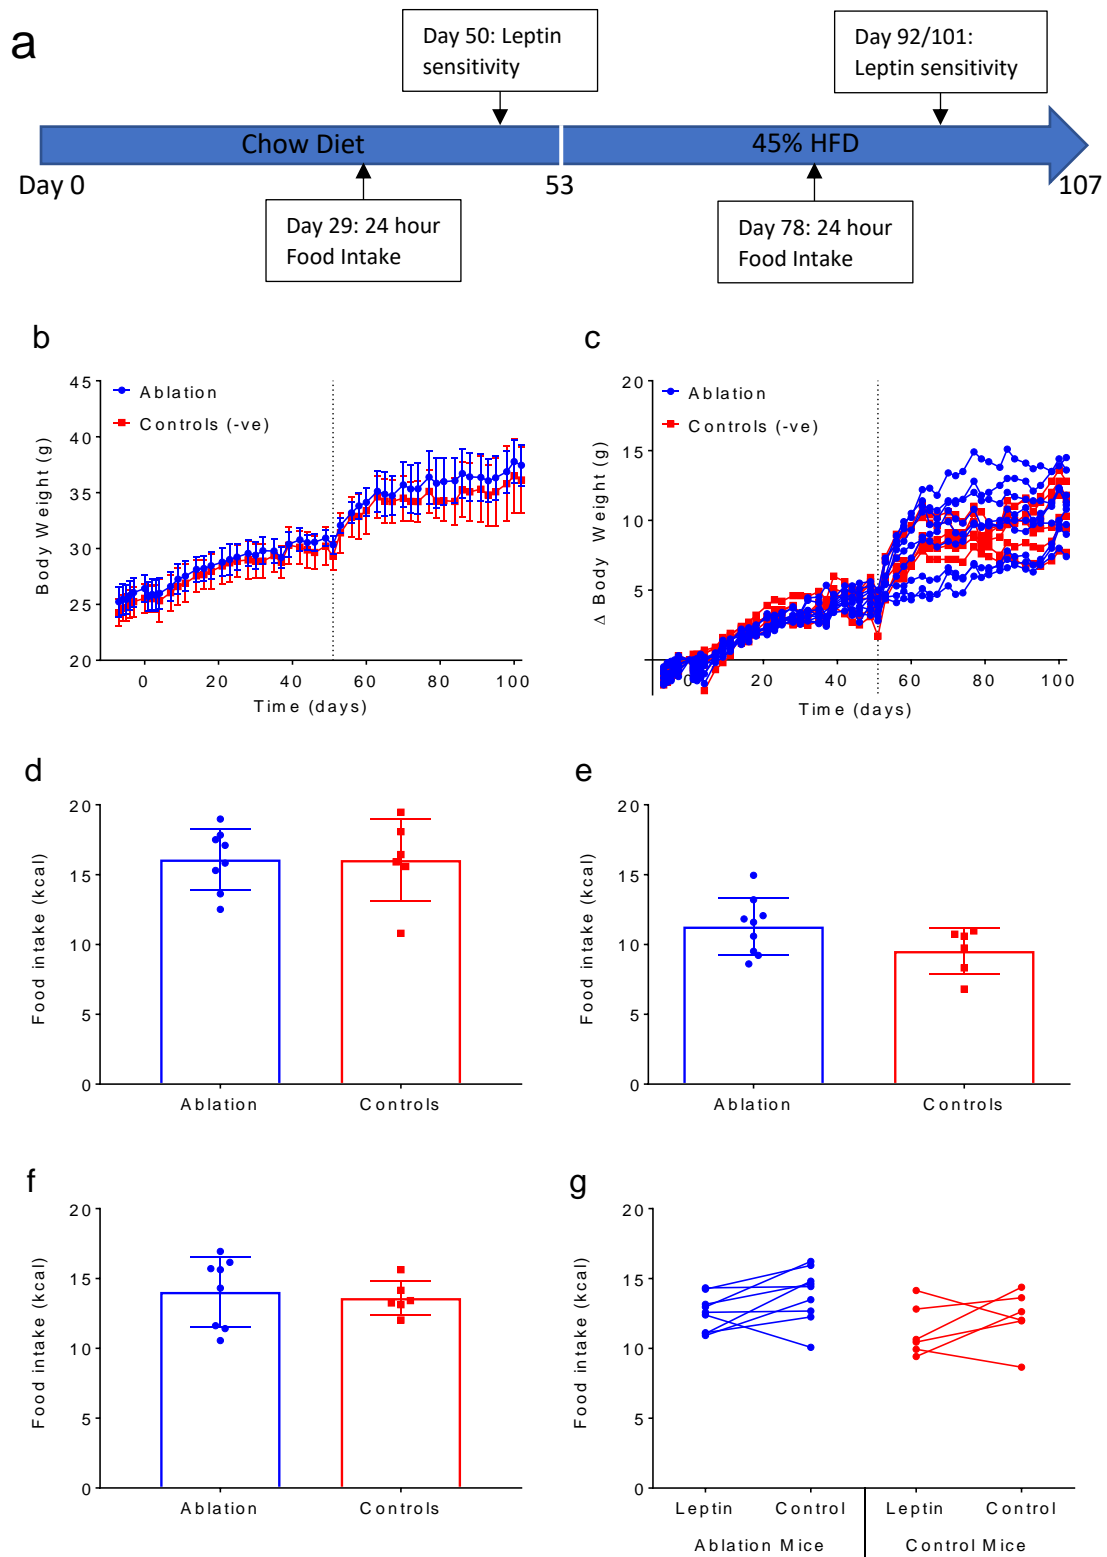 a
Day 50: Leptin
sensitivity
Day 92/101:
Leptin sensitivity
Chow Diet
45% HFD
Day 0
53
107
Day 29: 24 hour
Food Intake
Day 78: 24 hour
Food Intake
b
Ablation
Controls (-ve)
45
40
35
30
25
20
Body Weight (g)
0 20 40 60 80 100
Time (days)
c
Ablation
Controls (-ve)
20
15
10
5
Δ Body Weight (g)
0 20 40 60 80 100
Time (days)
d
20
15
10
5
0
Food intake (kcal)
Ablation Controls
e
20
15
10
5
0
Food intake (kcal)
Ablation Controls
f
20
15
10
5
0
Food intake (kcal)
Ablation Controls
g
20
15
10
5
0
Food intake (kcal)
Leptin Control Leptin Control
Ablation Mice Control Mice